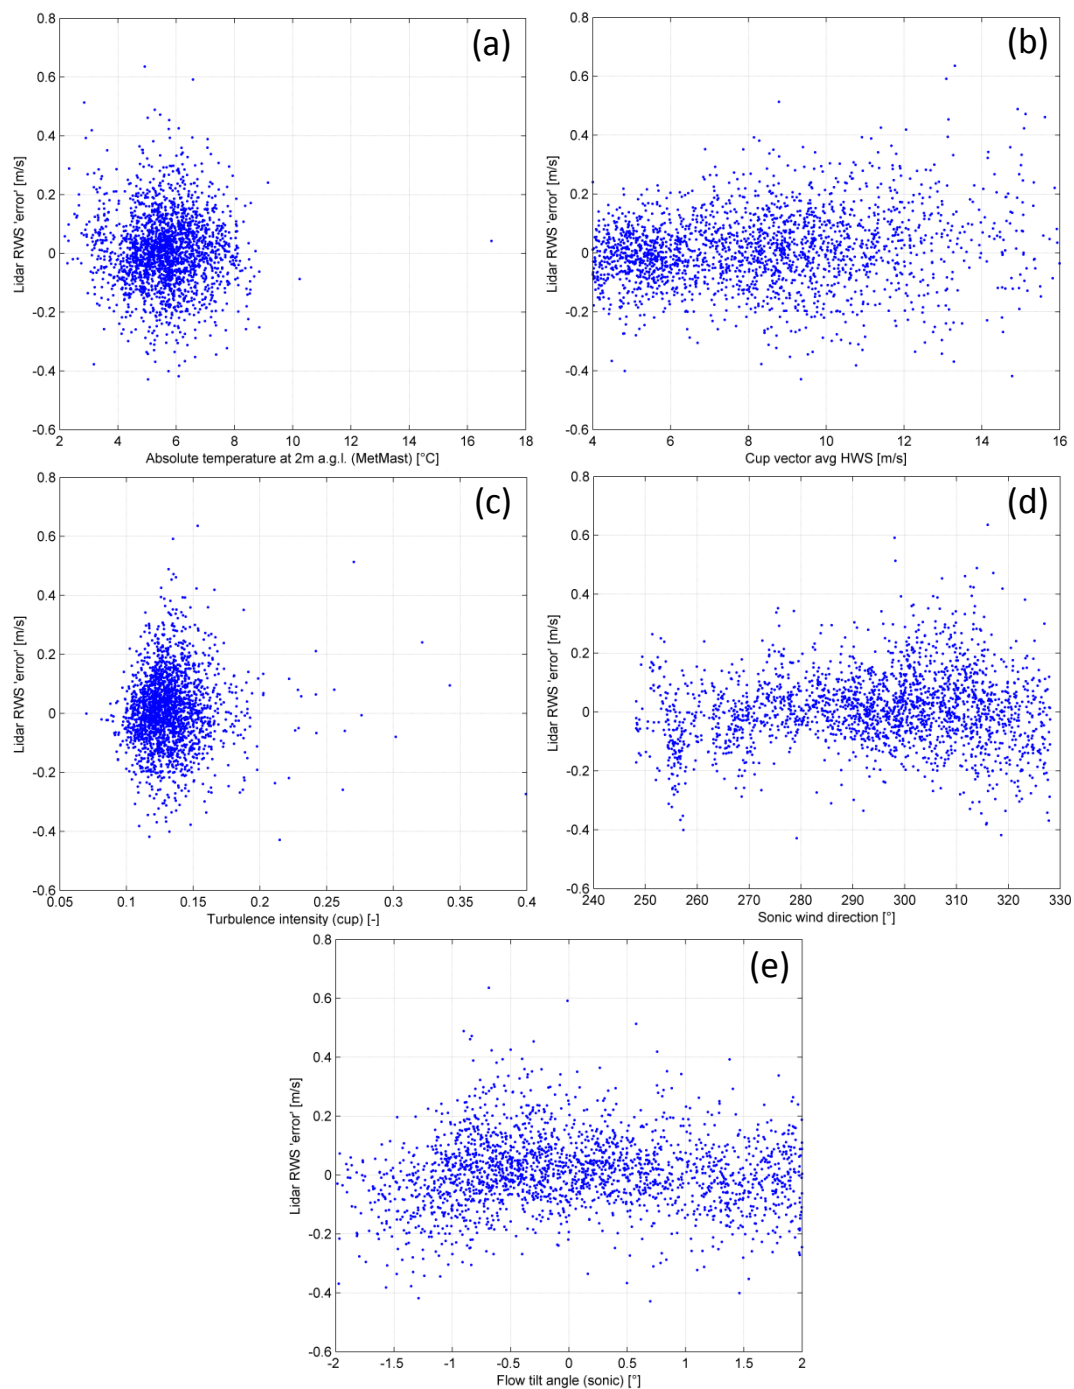 (a)
0.8
0.6
0.4
0.2
0
-0.2
-0.4
-0.6
Lidar RWS 'error' [m/s]
2 4 6 8 10 12 14 16 18
Absolute temperature at 2m a.g.l. (MetMast) [°C]
(b)
0.8
0.6
0.4
0.2
0
-0.2
-0.4
-0.6
Lidar RWS 'error' [m/s]
4 6 8 10 12 14 16
Cup vector avg HWS [m/s]
(c)
0.8
0.6
0.4
0.2
0
-0.2
-0.4
-0.6
Lidar RWS 'error' [m/s]
0.05 0.1 0.15 0.2 0.25 0.3 0.35 0.4
Turbulence intensity (cup) [-]
(d)
0.8
0.6
0.4
0.2
0
-0.2
-0.4
-0.6
Lidar RWS 'error' [m/s]
240 250 260 270 280 290 300 310 320 330
Sonic wind direction [°]
(e)
0.8
0.6
0.4
0.2
0
-0.2
-0.4
-0.6
Lidar RWS 'error' [m/s]
-2 -1.5 -1 -0.5 0 0.5 1 1.5 2
Flow tilt angle (sonic) [°]